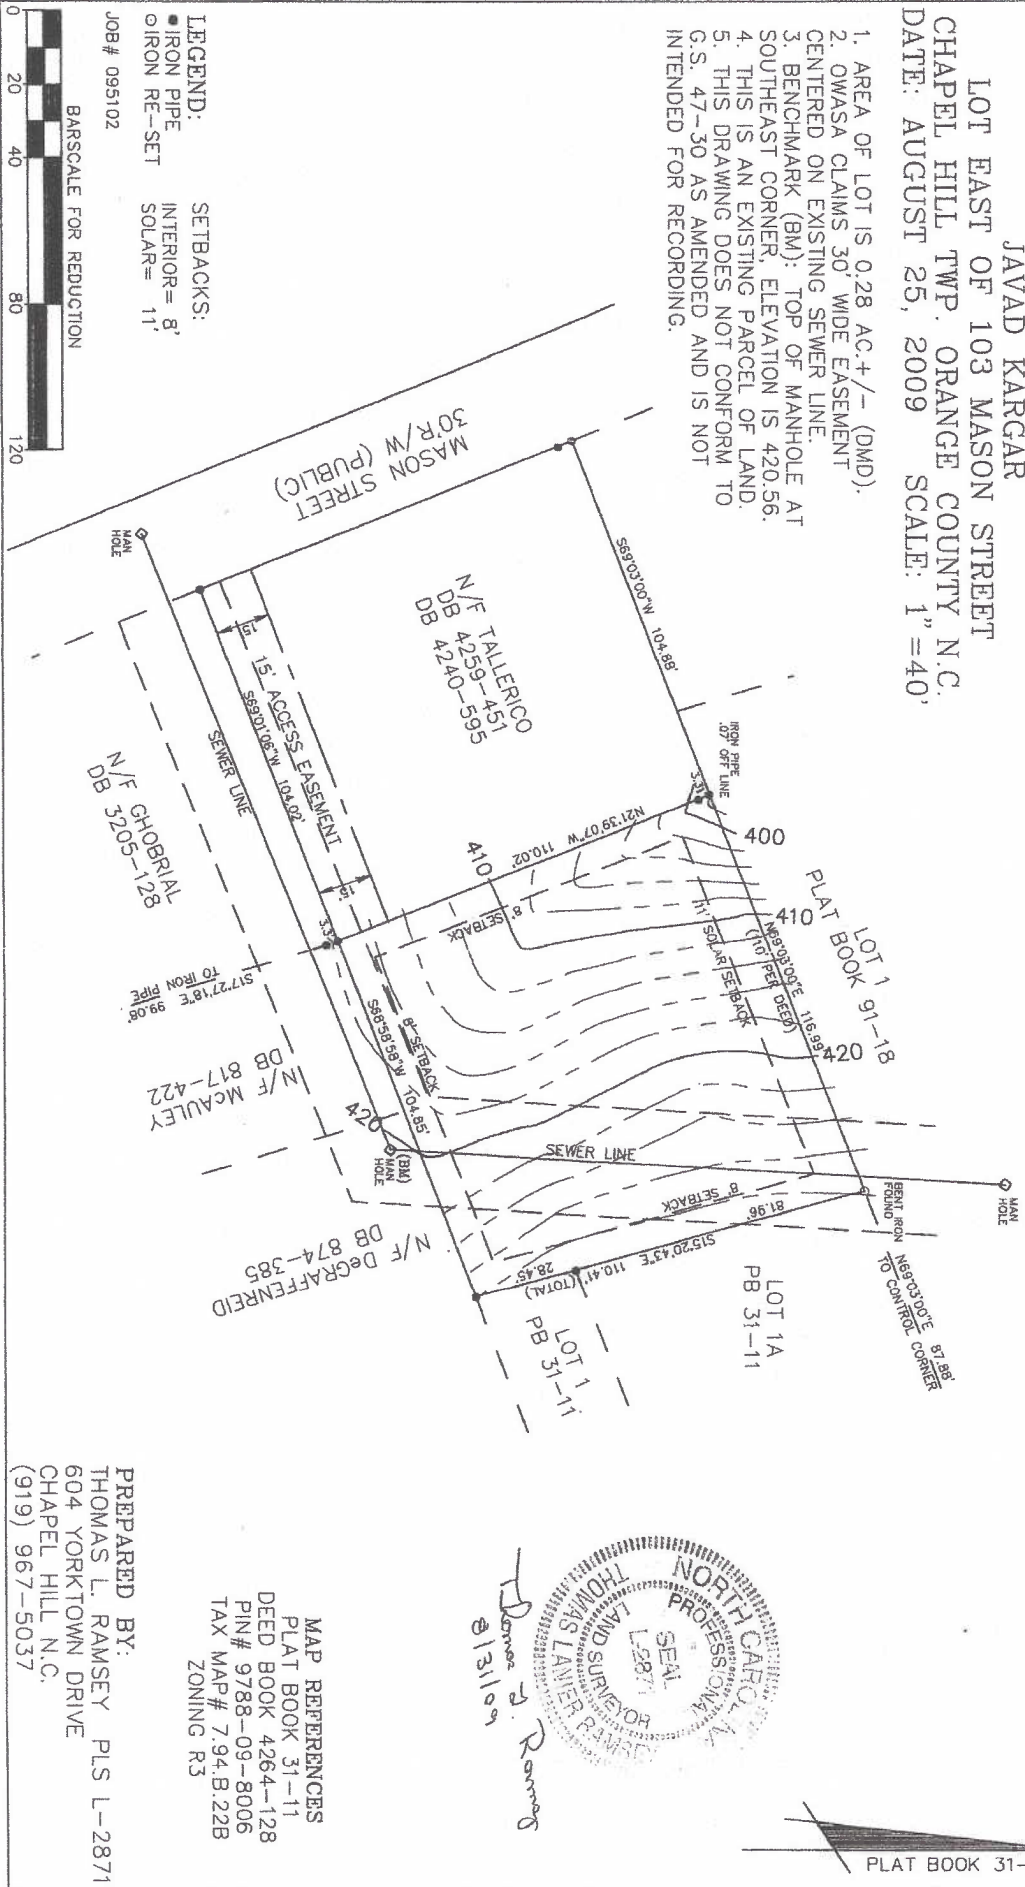 JAVAD KARGAR
LOT EAST OF 103 MASON STREET
CHAPEL HILL TWP. ORANGE COUNTY, N.C.
DATE: AUGUST 25, 2009 SCALE: 1"=40'
1. AREA OF LOT IS 0.28 AC.+/- (DMD).
2. OWASA CLAIMS 30' WIDE EASEMENT
CENTERED ON EXISTING SEWER LINE.
3. BENCHMARK (BM): TOP OF MANHOLE AT
SOUTHEAST CORNER, ELEVATION IS 420.56.
4. THIS IS AN EXISTING PARCEL OF LAND.
5. THIS DRAWING DOES NOT CONFORM TO
G.S. 47-30 AS AMENDED AND IS NOT
INTENDED FOR RECORDING.
LEGEND:
IRON PIPE
IRON RE-SET
SETBACKS:
INTERIOR= 8'
SOLAR= 11'
JOB# 095102
BARSCALE FOR REDUCTION
0 20 40 80 120
MASON STREET
30'R/W (PUBLIC)
MAN
HOLE
S69°03'00"W 104.88'
IRON PIPE
.07' OFF LINE
3.3'
N/F TALLERICO
DB 4259-451
DB 4240-595
N21°39'07"W 110.02'
15'
15' ACCESS EASEMENT
S69°01'06"W 104.02'
15'
SEWER LINE
N/F GHOBRIAL
DB 3205-128
3.3'
S17°27'18"E 99.08'
TO IRON PIPE
N/F McAULEY
DB 817-422
400
410
410
420
420
LOT 1
PLAT BOOK 91-18
N69°03'00"E 116.99'
(110' PER DEED)
11' SOLAR SETBACK
8' SETBACK
8' SETBACK
S68°58'58"W 104.85'
(BM)
MAN
HOLE
SEWER LINE
8' SETBACK
81.96'
S15°20'43"E 110.41' (TOTAL)
28.45'
N/F DeGRAFFENREID
DB 874-385
BENT IRON
FOUND
MAN
HOLE
N69°03'00"E 87.88'
TO CONTROL CORNER
LOT 1A
PB 31-11
LOT 1
PB 31-11
NORTH CAROLINA
PROFESSIONAL
SEAL
L-2871
LAND SURVEYOR
THOMAS LANIER RAMSEY
Thomas L. Ramsey
8/31/09
MAP REFERENCES
PLAT BOOK 31-11
DEED BOOK 4264-128
PIN# 9788-09-8006
TAX MAP# 7.94.B.22B
ZONING R3
PREPARED BY:
THOMAS L. RAMSEY PLS L-2871
604 YORKTOWN DRIVE
CHAPEL HILL N.C.
(919) 967-5037
PLAT BOOK 31-